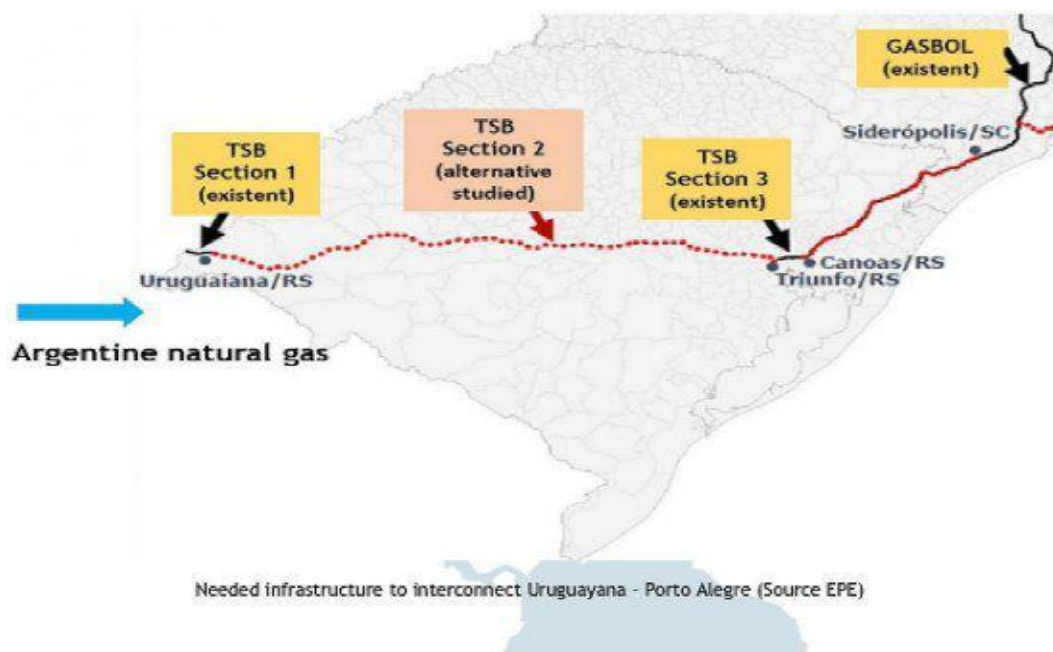 GASBOL
(existent)
Siderópolis/SC
TSB
Section 2
(alternative
studied)
TSB
Section 1
(existent)
TSB
Section 3
(existent)
Uruguaiana/RS
Canoas/RS
Triunfo/RS
Argentine natural gas
Needed infrastructure to interconnect Uruguayana - Porto Alegre (Source EPE)